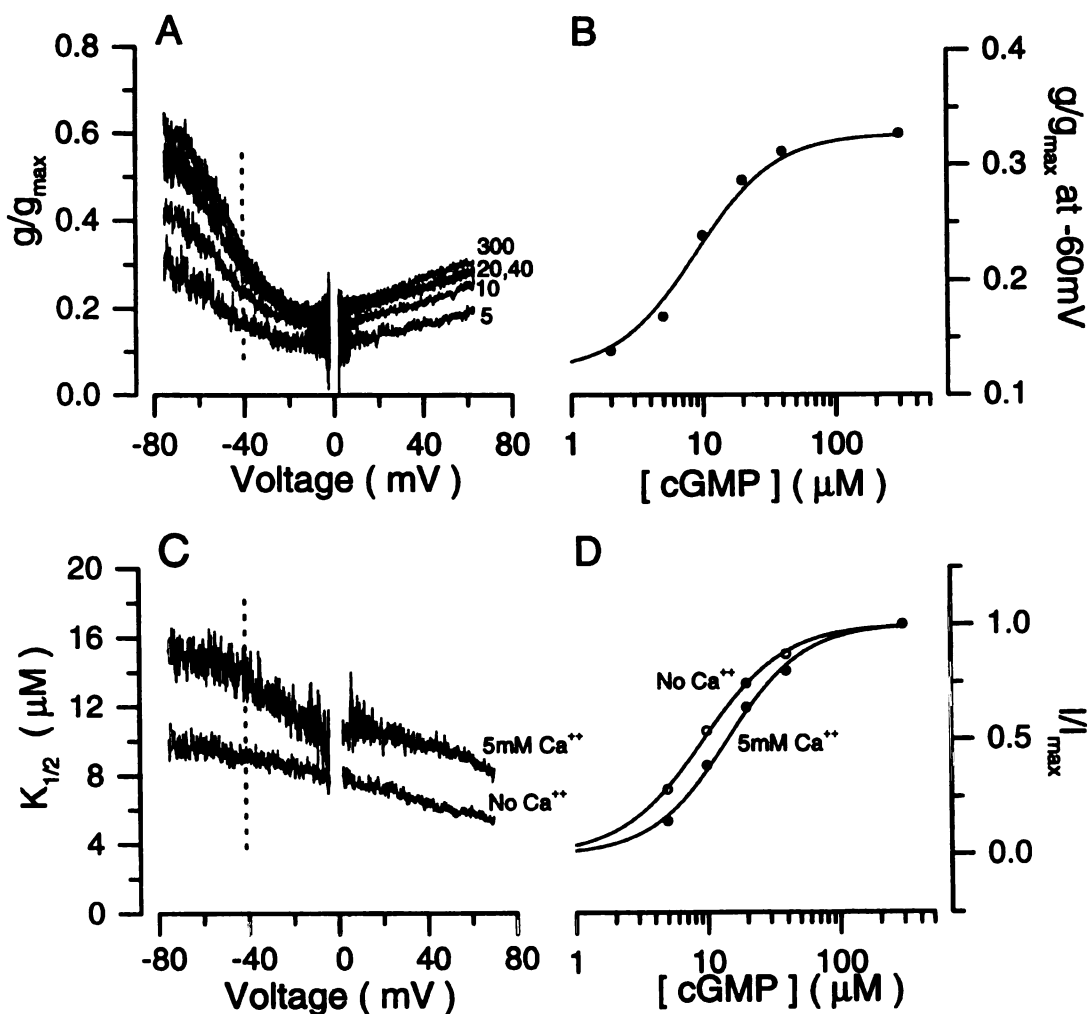 A
0.8
0.6
0.4
0.2
0.0
g/gmax
300
20,40
10
5
-80 -40 0 40 80
Voltage ( mV )
B
0.4
0.3
0.2
0.1
g/gmax at -60mV
1 10 100
[ cGMP ] ( μM )
C
20
16
12
8
4
0
K1/2 ( μM )
5mM Ca++
No Ca++
-80 -40 0 40 80
Voltage ( mV )
D
No Ca++
5mM Ca++
1.0
0.5
0.0
I/Imax
1 10 100
[ cGMP ] ( μM )